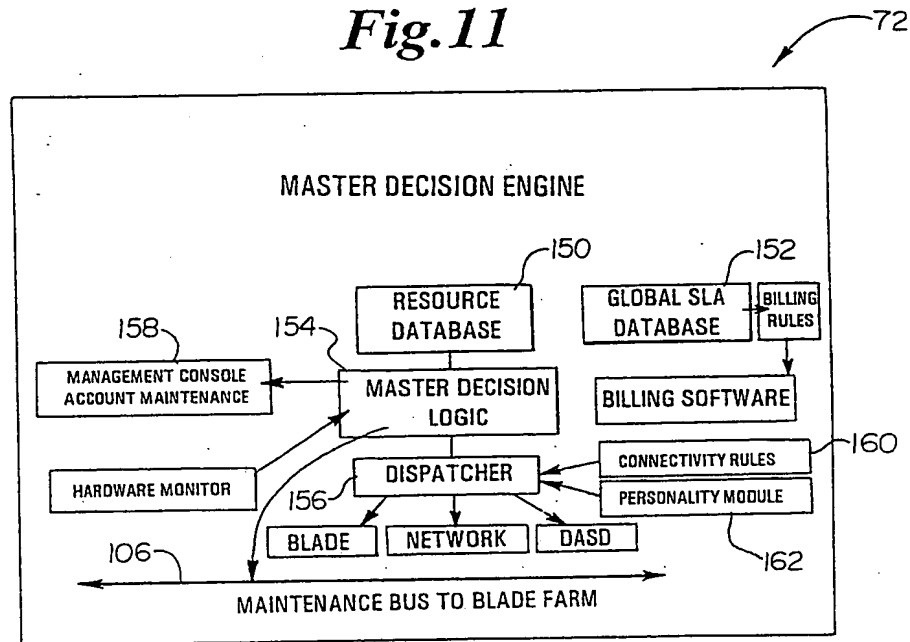 Fig.11
72
MASTER DECISION ENGINE
150
152
RESOURCE
DATABASE
GLOBAL SLA
DATABASE
BILLING
RULES
158
154
MANAGEMENT CONSOLE
ACCOUNT MAINTENANCE
MASTER DECISION
LOGIC
BILLING SOFTWARE
160
HARDWARE MONITOR
DISPATCHER
CONNECTIVITY RULES
156
PERSONALITY MODULE
BLADE
NETWORK
DASD
162
106
MAINTENANCE BUS TO BLADE FARM